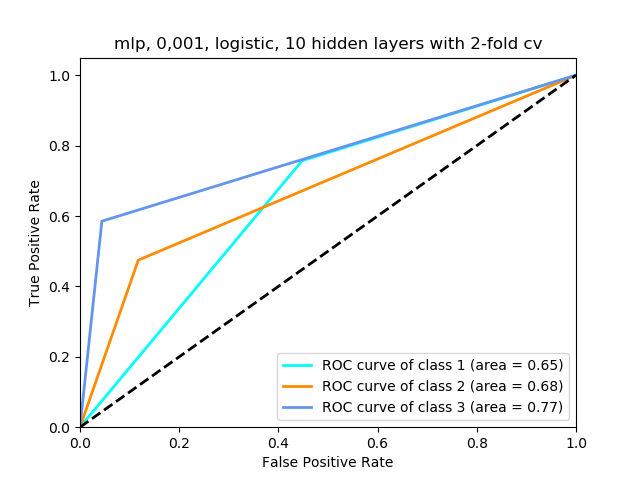 mlp, 0,001, logistic, 10 hidden layers with 2-fold cv
1.0
0.8
0.6
0.4
0.2
0.0
True Positive Rate
ROC curve of class 1 (area = 0.65)
ROC curve of class 2 (area = 0.68)
ROC curve of class 3 (area = 0.77)
0.0 0.2 0.4 0.6 0.8 1.0
False Positive Rate